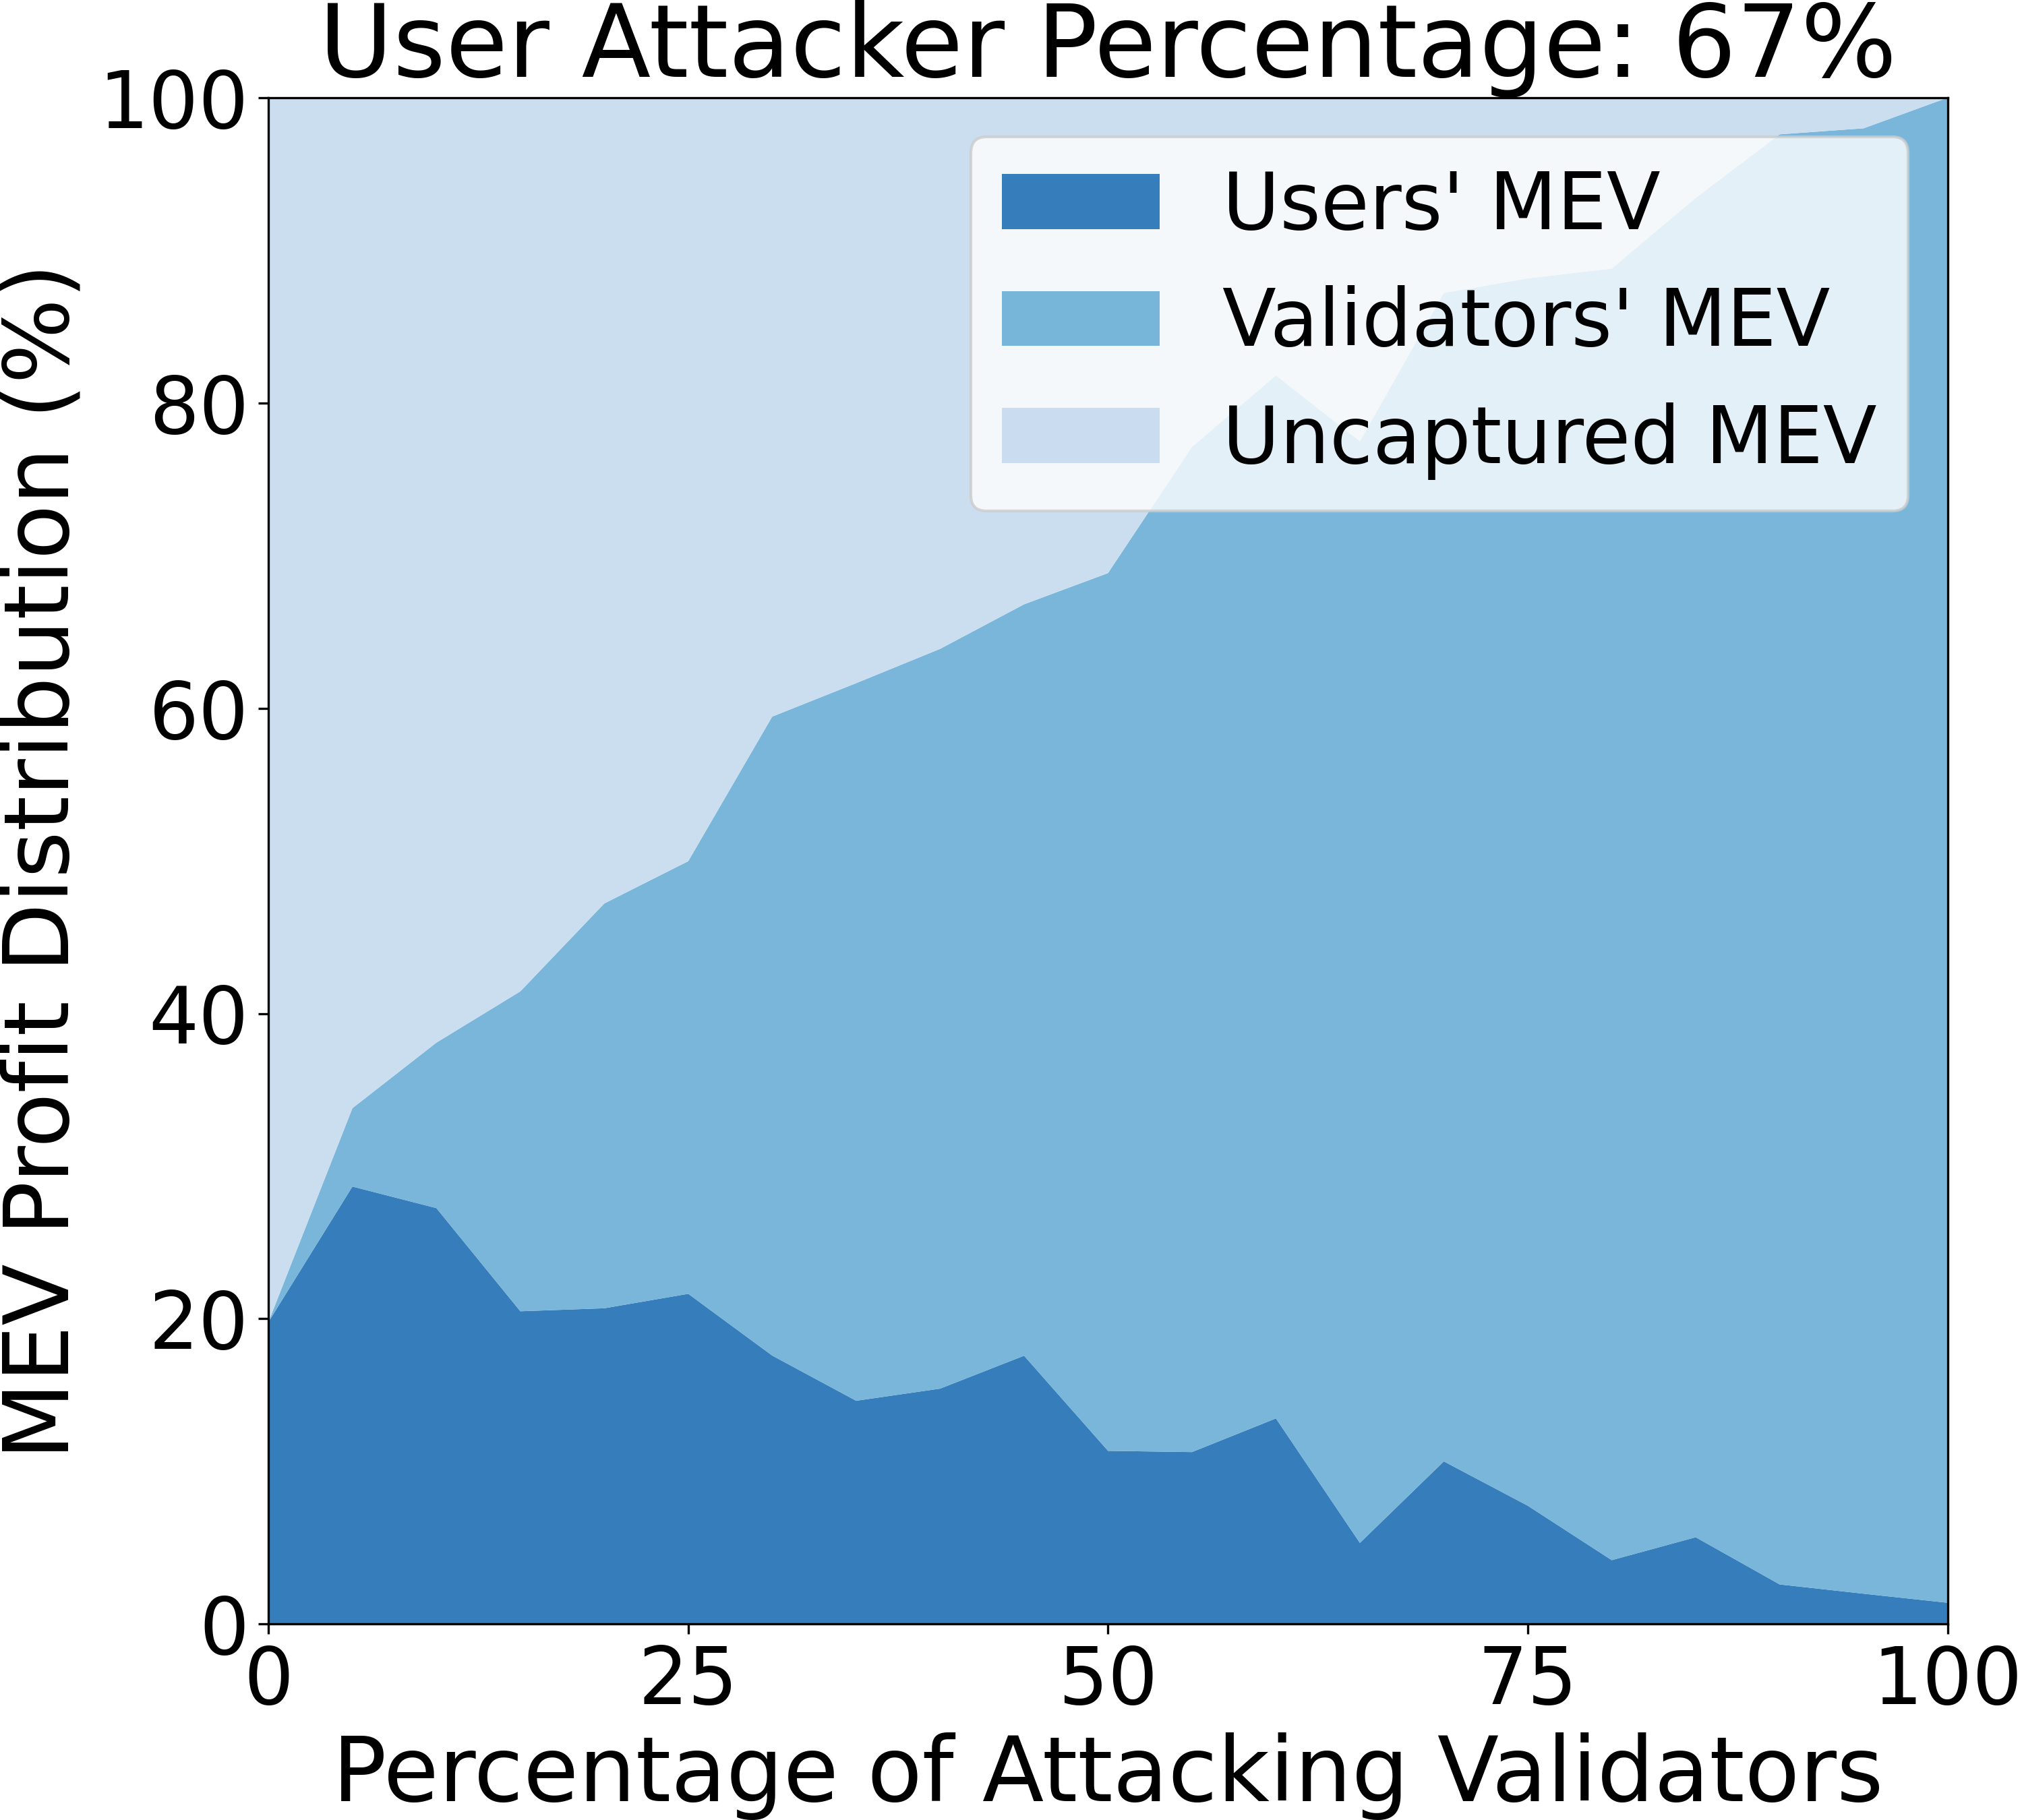 User Attacker Percentage: 67%
MEV Profit Distribution (%)
100
80
60
40
20
0
Users' MEV
Validators' MEV
Uncaptured MEV
0 25 50 75 100
Percentage of Attacking Validators